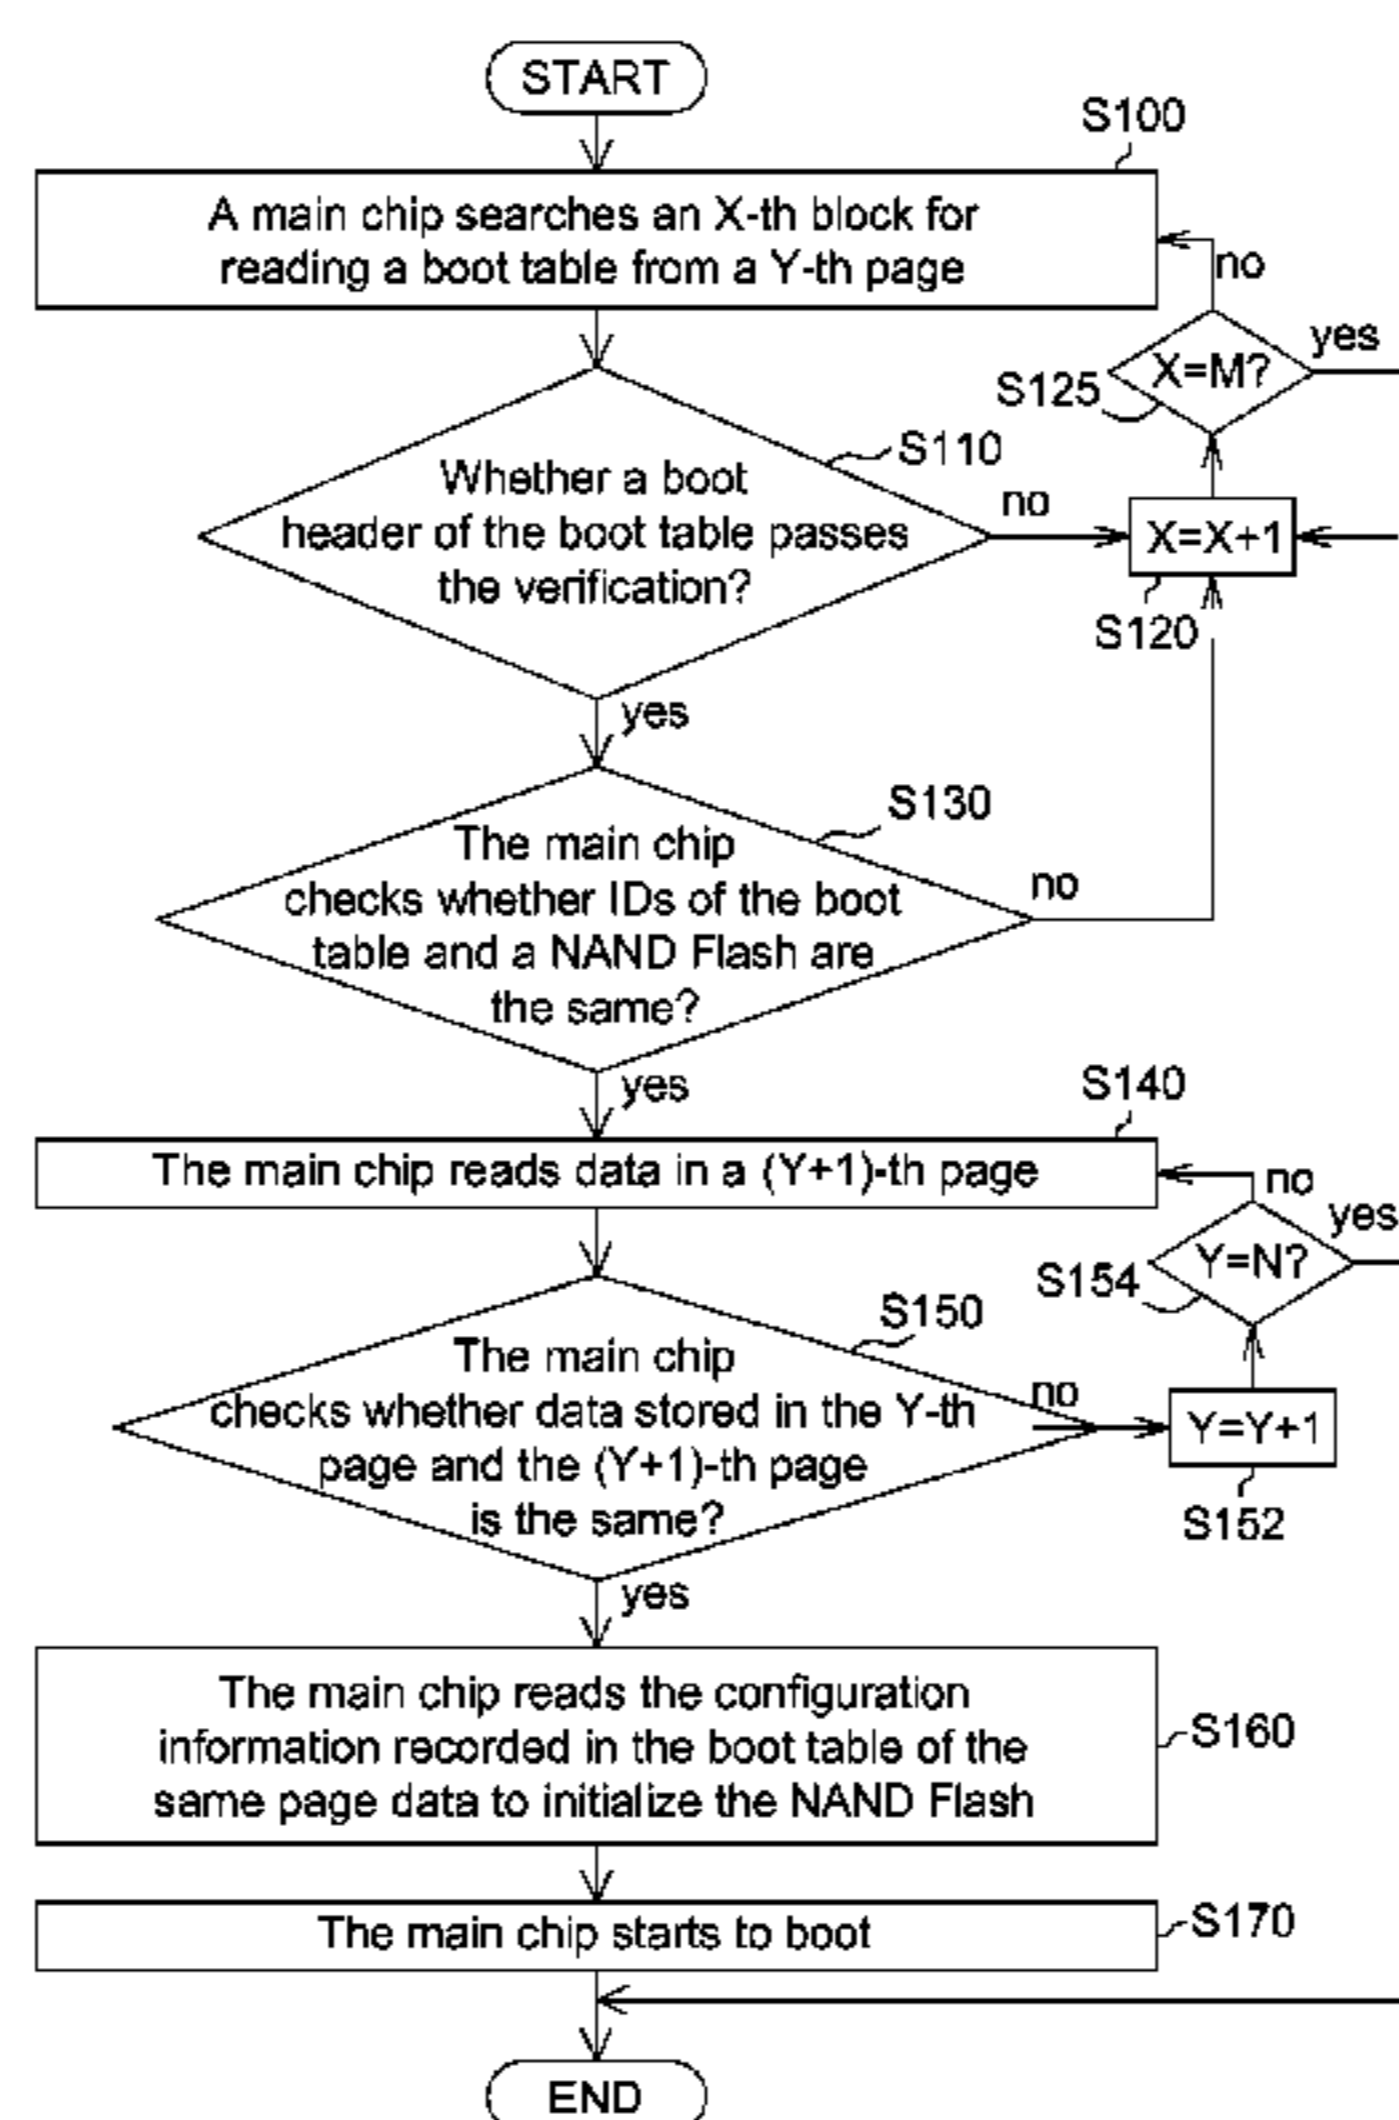 START
S100
A main chip searches an X-th block for
reading a boot table from a Y-th page
no
yes
X=M?
S125
S110
Whether a boot
header of the boot table passes
the verification?
no
X=X+1
S120
yes
S130
The main chip
checks whether IDs of the boot
table and a NAND Flash are
the same?
no
yes
S140
The main chip reads data in a (Y+1)-th page
no
yes
Y=N?
S154
S150
The main chip
checks whether data stored in the Y-th
page and the (Y+1)-th page
is the same?
no
Y=Y+1
S152
yes
The main chip reads the configuration
information recorded in the boot table of the
same page data to initialize the NAND Flash
S160
The main chip starts to boot
S170
END